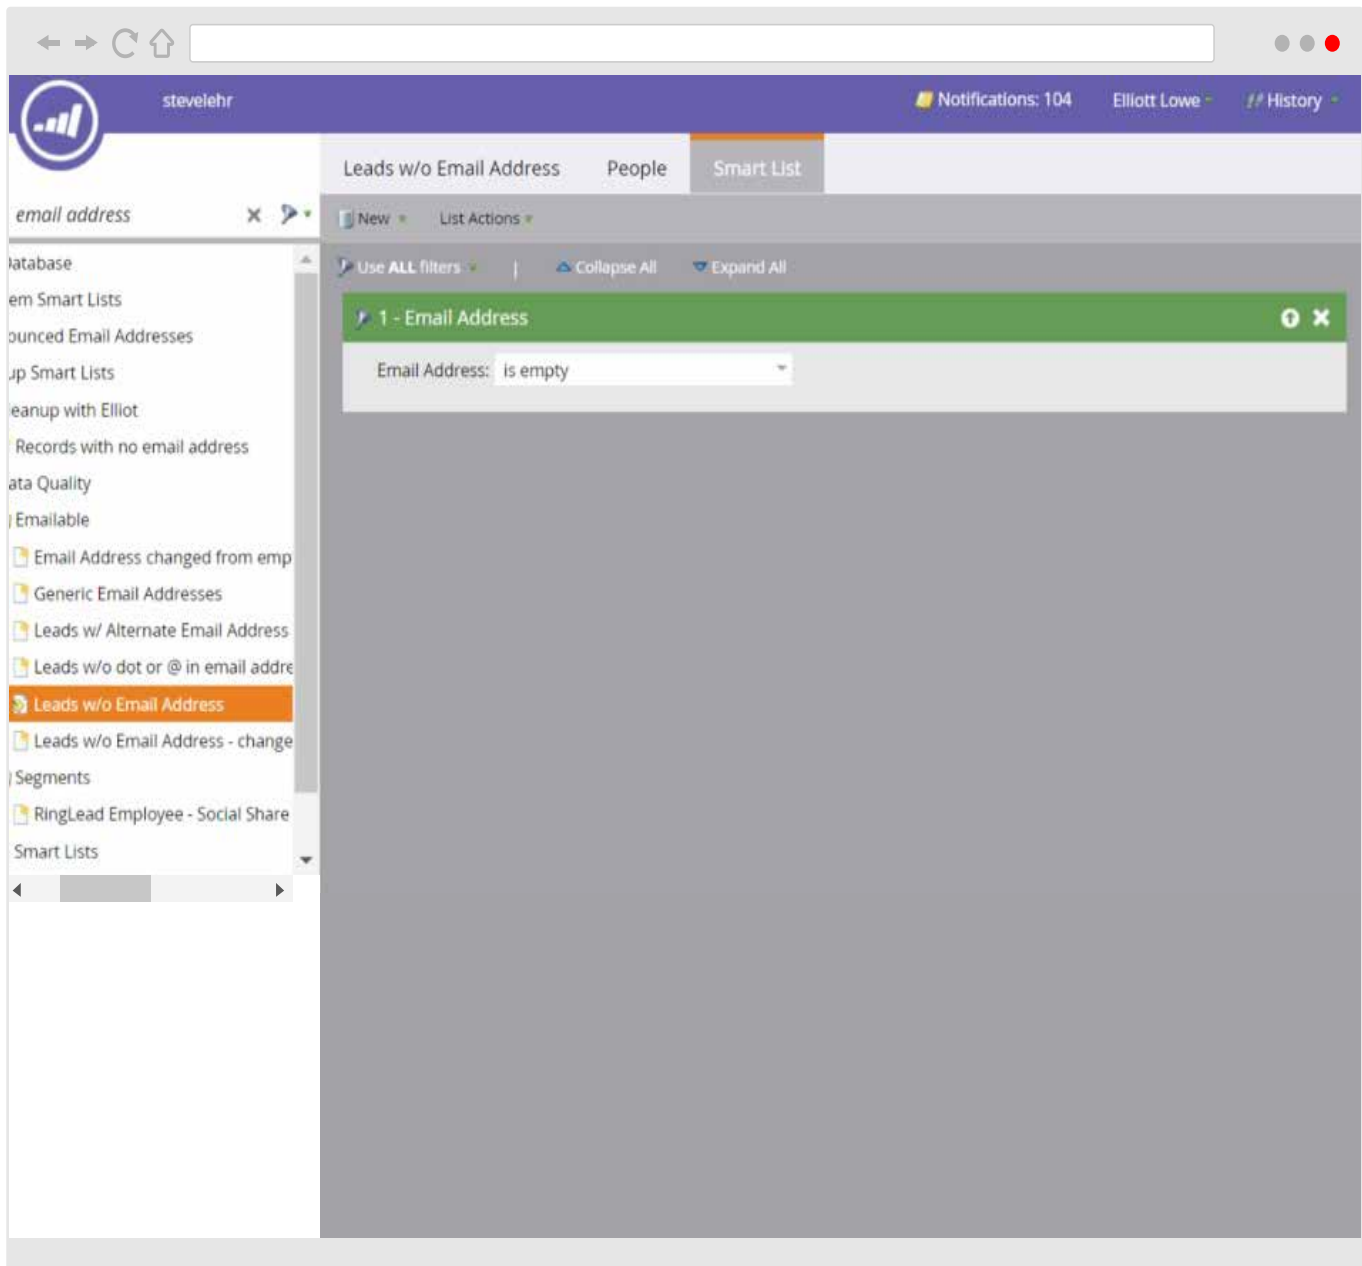 stevelehr
Notifications: 104
Elliott Lowe
History
Leads w/o Email Address
People
Smart List
email address
New
List Actions
Use ALL filters
|
Collapse All
Expand All
1 - Email Address
Email Address: is empty
atabase
em Smart Lists
ounced Email Addresses
up Smart Lists
eanup with Elliot
Records with no email address
ata Quality
Emailable
Email Address changed from emp
Generic Email Addresses
Leads w/ Alternate Email Address
Leads w/o dot or @ in email addre
Leads w/o Email Address
Leads w/o Email Address - change
Segments
RingLead Employee - Social Share
Smart Lists